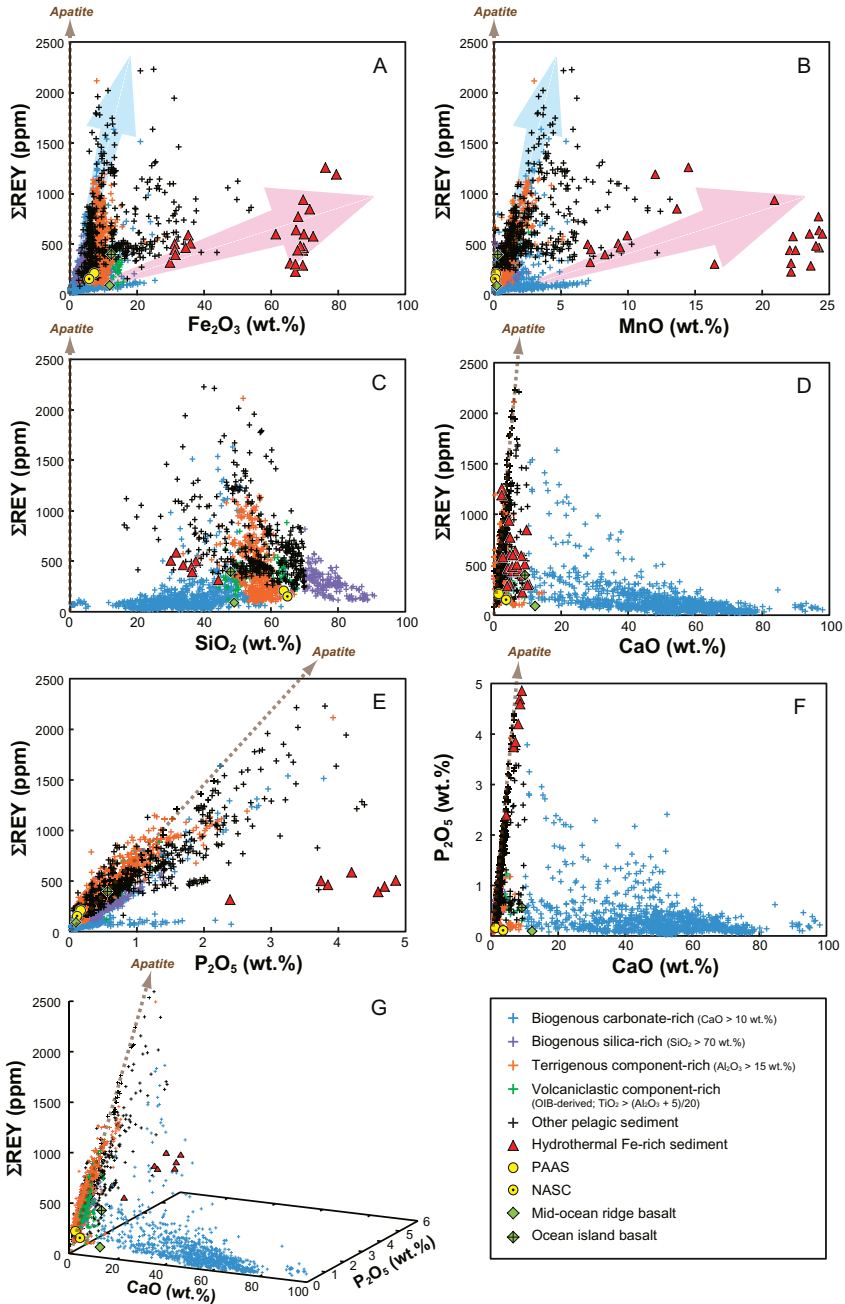 Apatite
Apatite
2500
2000
1500
1000
500
0
ΣREY (ppm)
A
0 20 40 60 80 100
Fe₂O₃ (wt.%)
2500
2000
1500
1000
500
0
ΣREY (ppm)
B
0 5 10 15 20 25
MnO (wt.%)
Apatite
Apatite
2500
2000
1500
1000
500
0
ΣREY (ppm)
C
0 20 40 60 80 100
SiO₂ (wt.%)
2500
2000
1500
1000
500
0
ΣREY (ppm)
D
0 20 40 60 80 100
CaO (wt.%)
Apatite
Apatite
2500
2000
1500
1000
500
0
ΣREY (ppm)
E
0 1 2 3 4 5
P₂O₅ (wt.%)
5
4
3
2
1
0
P₂O₅ (wt.%)
F
0 20 40 60 80 100
CaO (wt.%)
Apatite
2500
2000
1500
1000
500
0
ΣREY (ppm)
G
0 20 40 60 80 100
CaO (wt.%)
0 1 2 3 4 5 6
P₂O₅ (wt.%)
Biogenous carbonate-rich (CaO > 10 wt.%)
Biogenous silica-rich (SiO₂ > 70 wt.%)
Terrigenous component-rich (Al₂O₃ > 15 wt.%)
Volcaniclastic component-rich
(OIB-derived; TiO₂ > (Al₂O₃ + 5)/20)
Other pelagic sediment
Hydrothermal Fe-rich sediment
PAAS
NASC
Mid-ocean ridge basalt
Ocean island basalt